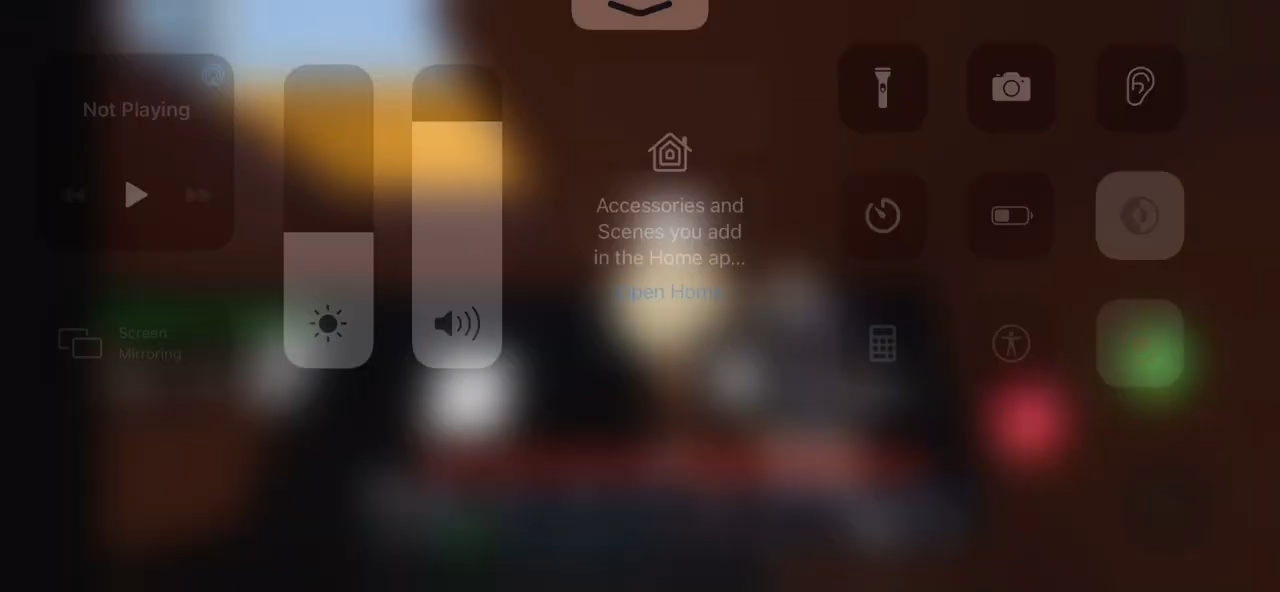 Not Playing
Accessories and
Scenes you add
in the Home ap...
Open Home
Screen
Mirroring